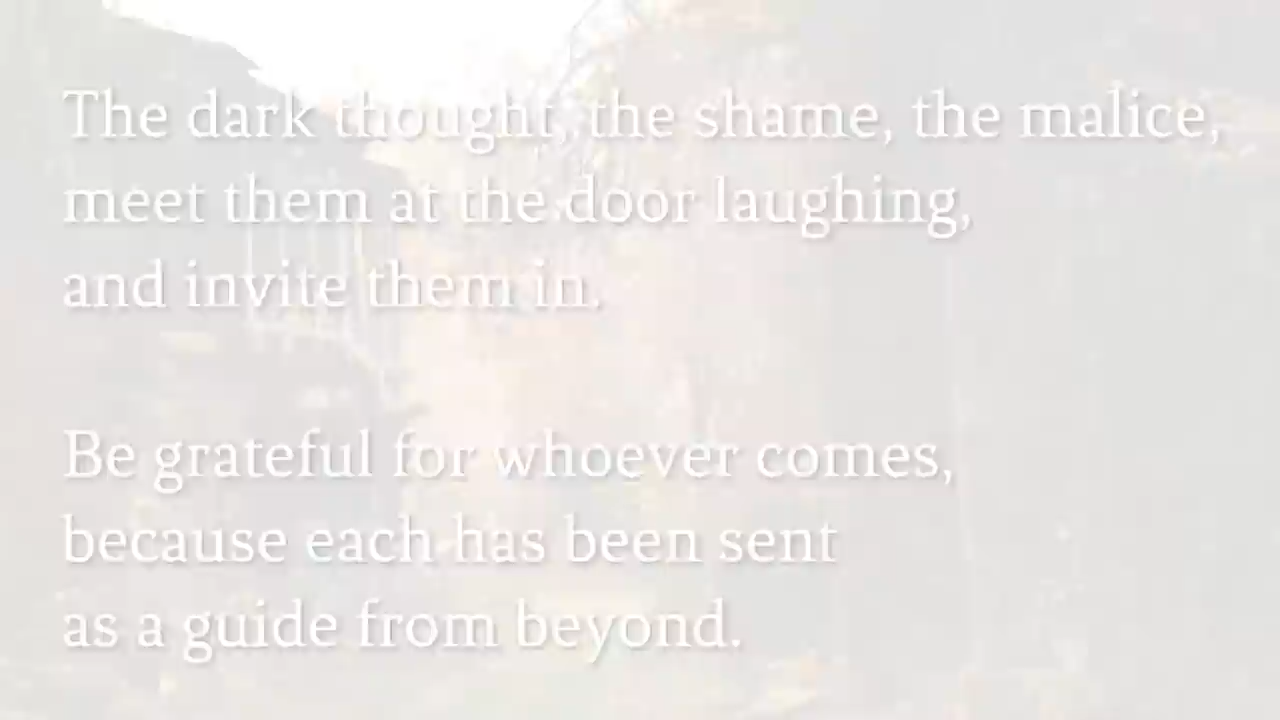 The dark thought, the shame, the malice,
meet them at the door laughing,
and invite them in.
Be grateful for whoever comes,
because each has been sent
as a guide from beyond.